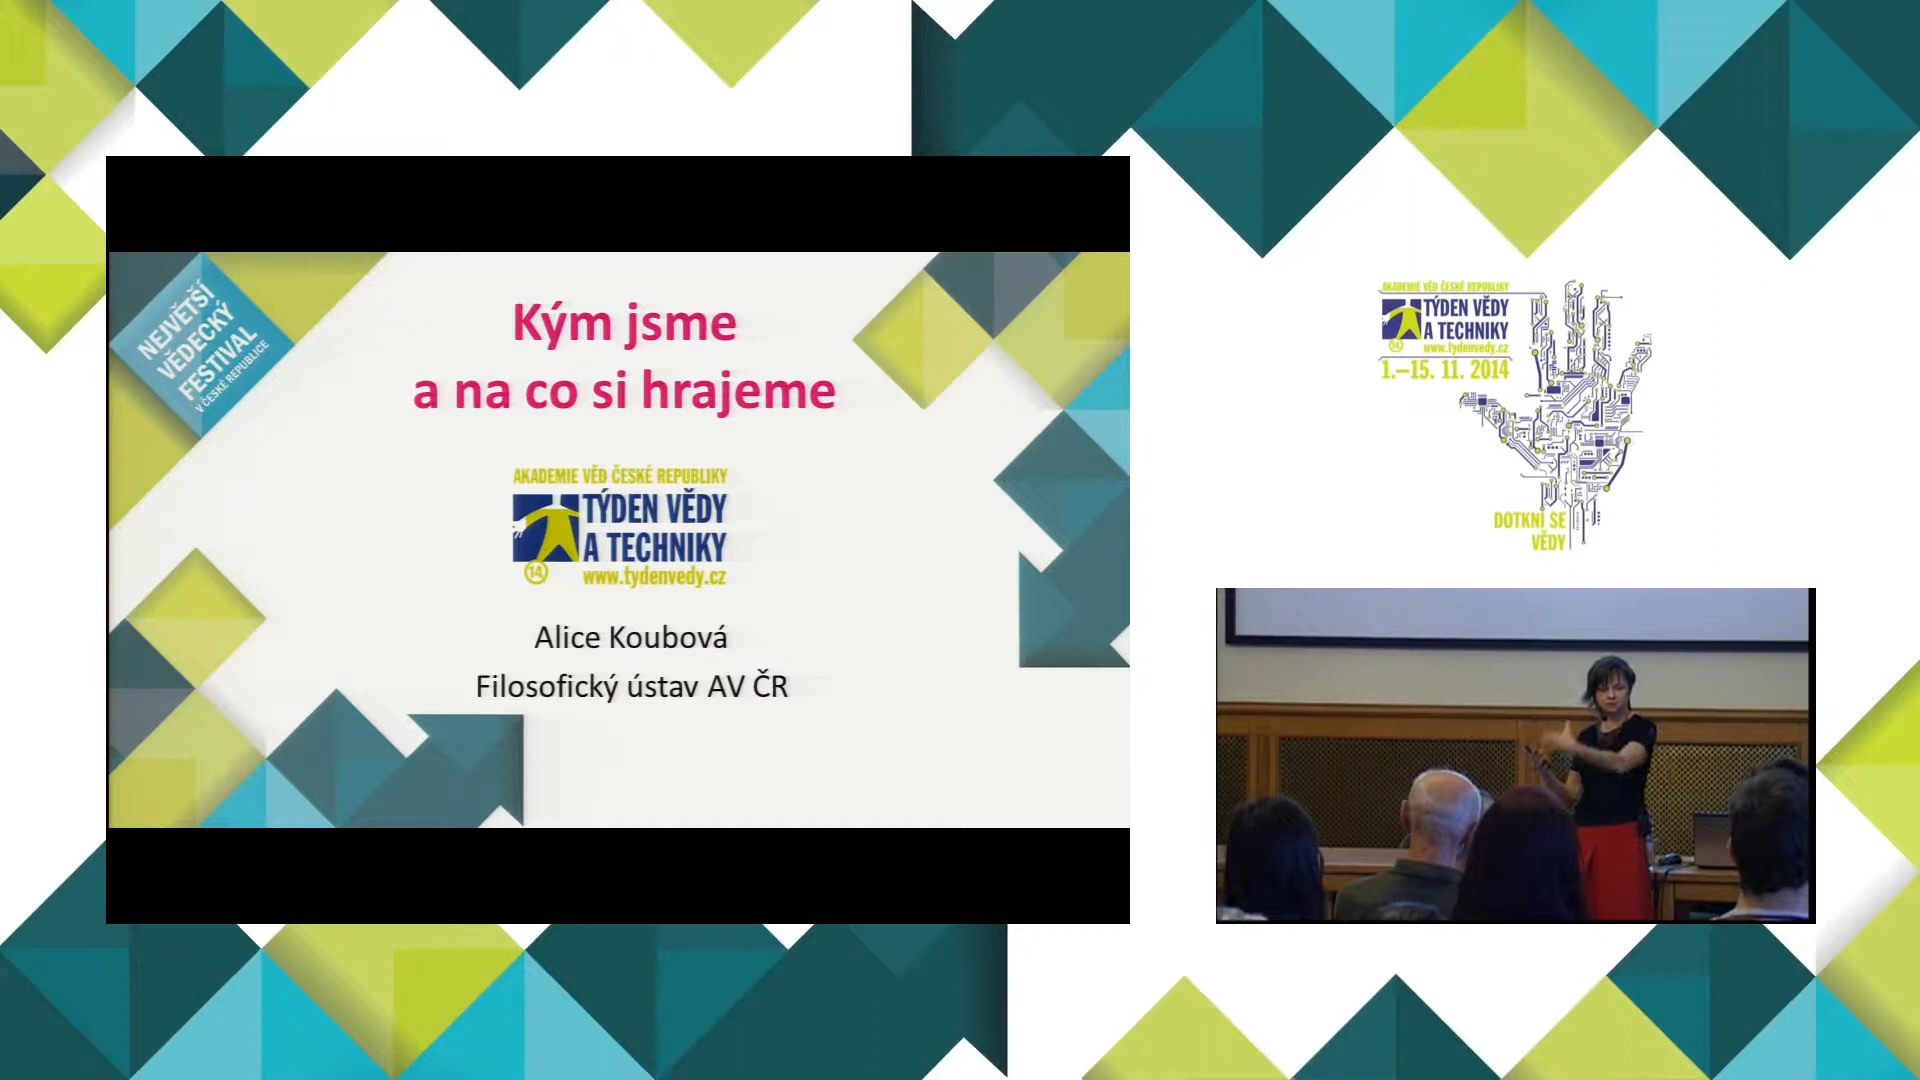 NEJVĚTŠÍ
VĚDECKÝ
FESTIVAL
V ČESKÉ REPUBLICE
Kým jsme
a na co si hrajeme
AKADEMIE VĚD ČESKÉ REPUBLIKY
TÝDEN VĚDY
A TECHNIKY
14
www.tydenvedy.cz
Alice Koubová
Filosofický ústav AV ČR
AKADEMIE VĚD ČESKÉ REPUBLIKY
TÝDEN VĚDY
A TECHNIKY
14
www.tydenvedy.cz
1.–15. 11. 2014
DOTKNI SE
VĚDY